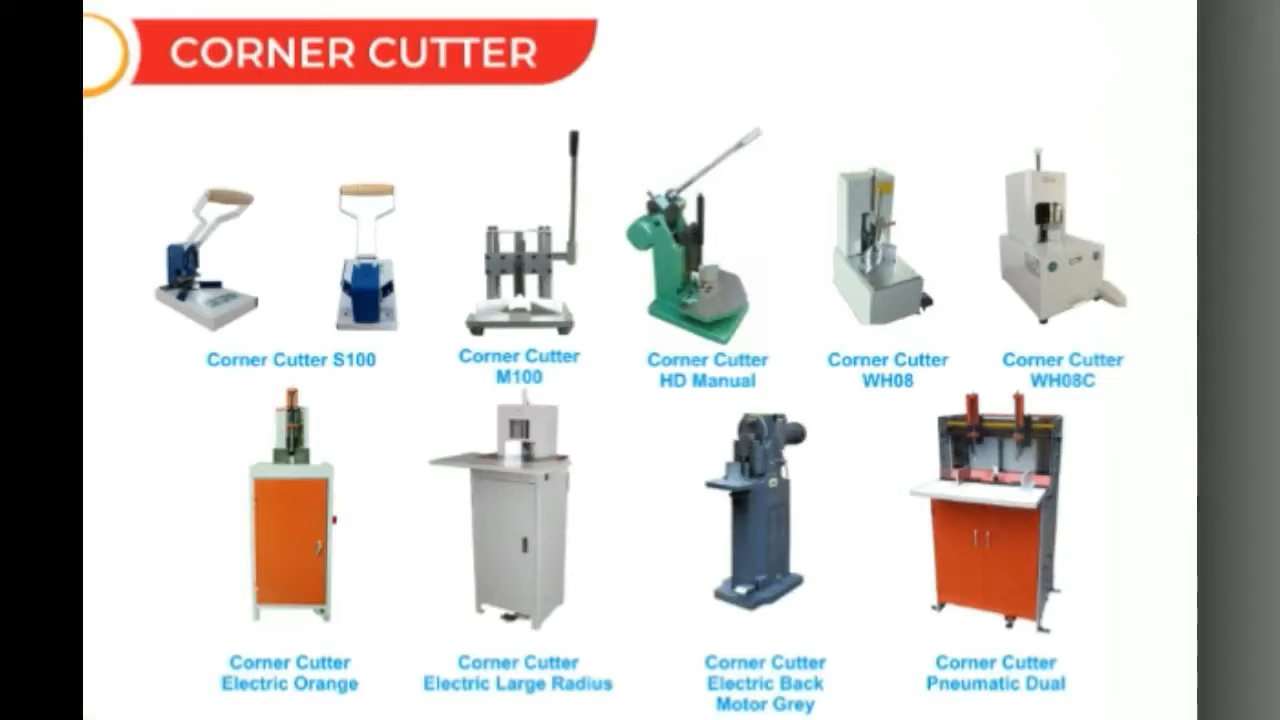 CORNER CUTTER
Corner Cutter S100
Corner Cutter
M100
Corner Cutter
HD Manual
Corner Cutter
WH08
Corner Cutter
WH08C
Corner Cutter
Electric Orange
Corner Cutter
Electric Large Radius
Corner Cutter
Electric Back
Motor Grey
Corner Cutter
Pneumatic Dual